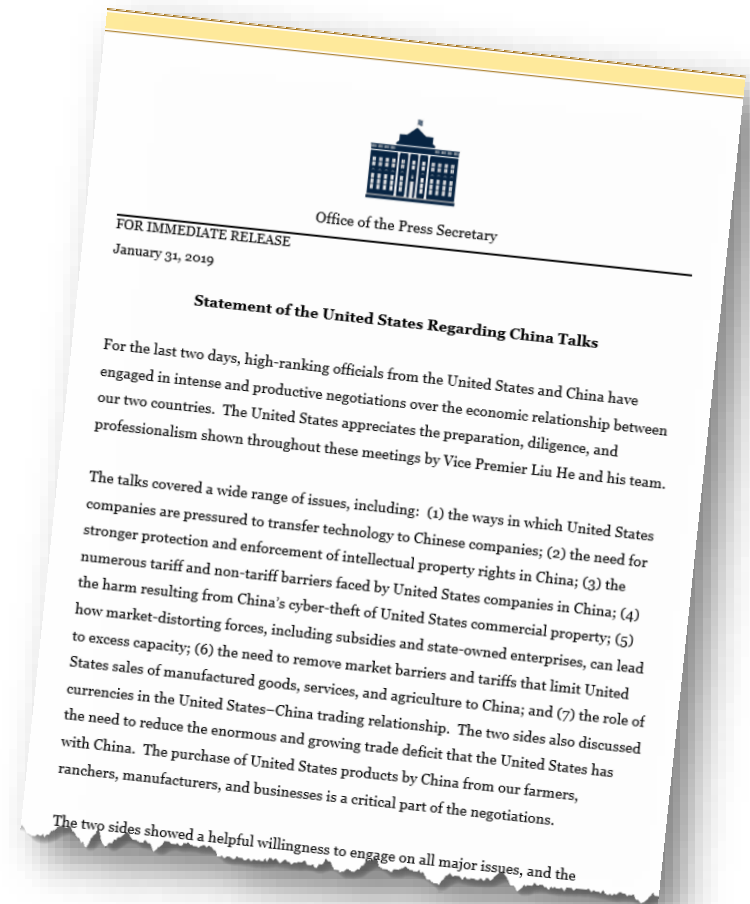 Office of the Press Secretary
FOR IMMEDIATE RELEASE
January 31, 2019
Statement of the United States Regarding China Talks
For the last two days, high-ranking officials from the United States and China have
engaged in intense and productive negotiations over the economic relationship between
our two countries.  The United States appreciates the preparation, diligence, and
professionalism shown throughout these meetings by Vice Premier Liu He and his team.
The talks covered a wide range of issues, including:  (1) the ways in which United States
companies are pressured to transfer technology to Chinese companies; (2) the need for
stronger protection and enforcement of intellectual property rights in China; (3) the
numerous tariff and non-tariff barriers faced by United States companies in China; (4)
the harm resulting from China’s cyber-theft of United States commercial property; (5)
how market-distorting forces, including subsidies and state-owned enterprises, can lead
to excess capacity; (6) the need to remove market barriers and tariffs that limit United
States sales of manufactured goods, services, and agriculture to China; and (7) the role of
currencies in the United States–China trading relationship.  The two sides also discussed
the need to reduce the enormous and growing trade deficit that the United States has
with China.  The purchase of United States products by China from our farmers,
ranchers, manufacturers, and businesses is a critical part of the negotiations.
The two sides showed a helpful willingness to engage on all major issues, and the